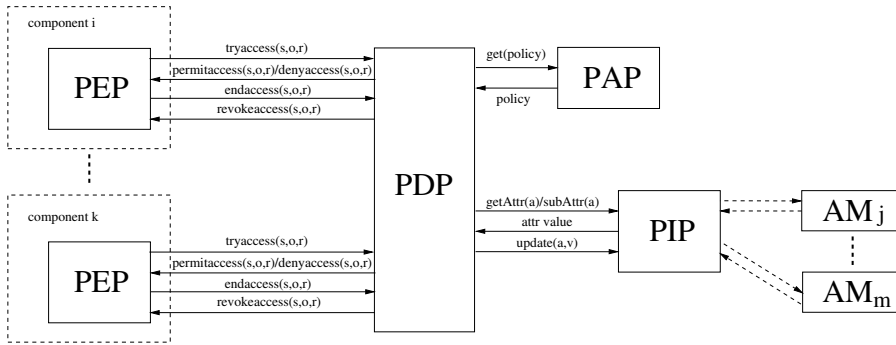 component i
PEP
tryaccess(s,o,r)
permitaccess(s,o,r)/denyaccess(s,o,r)
endaccess(s,o,r)
revokeaccess(s,o,r)
PDP
get(policy)
policy
PAP
getAttr(a)/subAttr(a)
attr value
update(a,v)
PIP
AM j
AM m
component k
PEP
tryaccess(s,o,r)
permitaccess(s,o,r)/denyaccess(s,o,r)
endaccess(s,o,r)
revokeaccess(s,o,r)